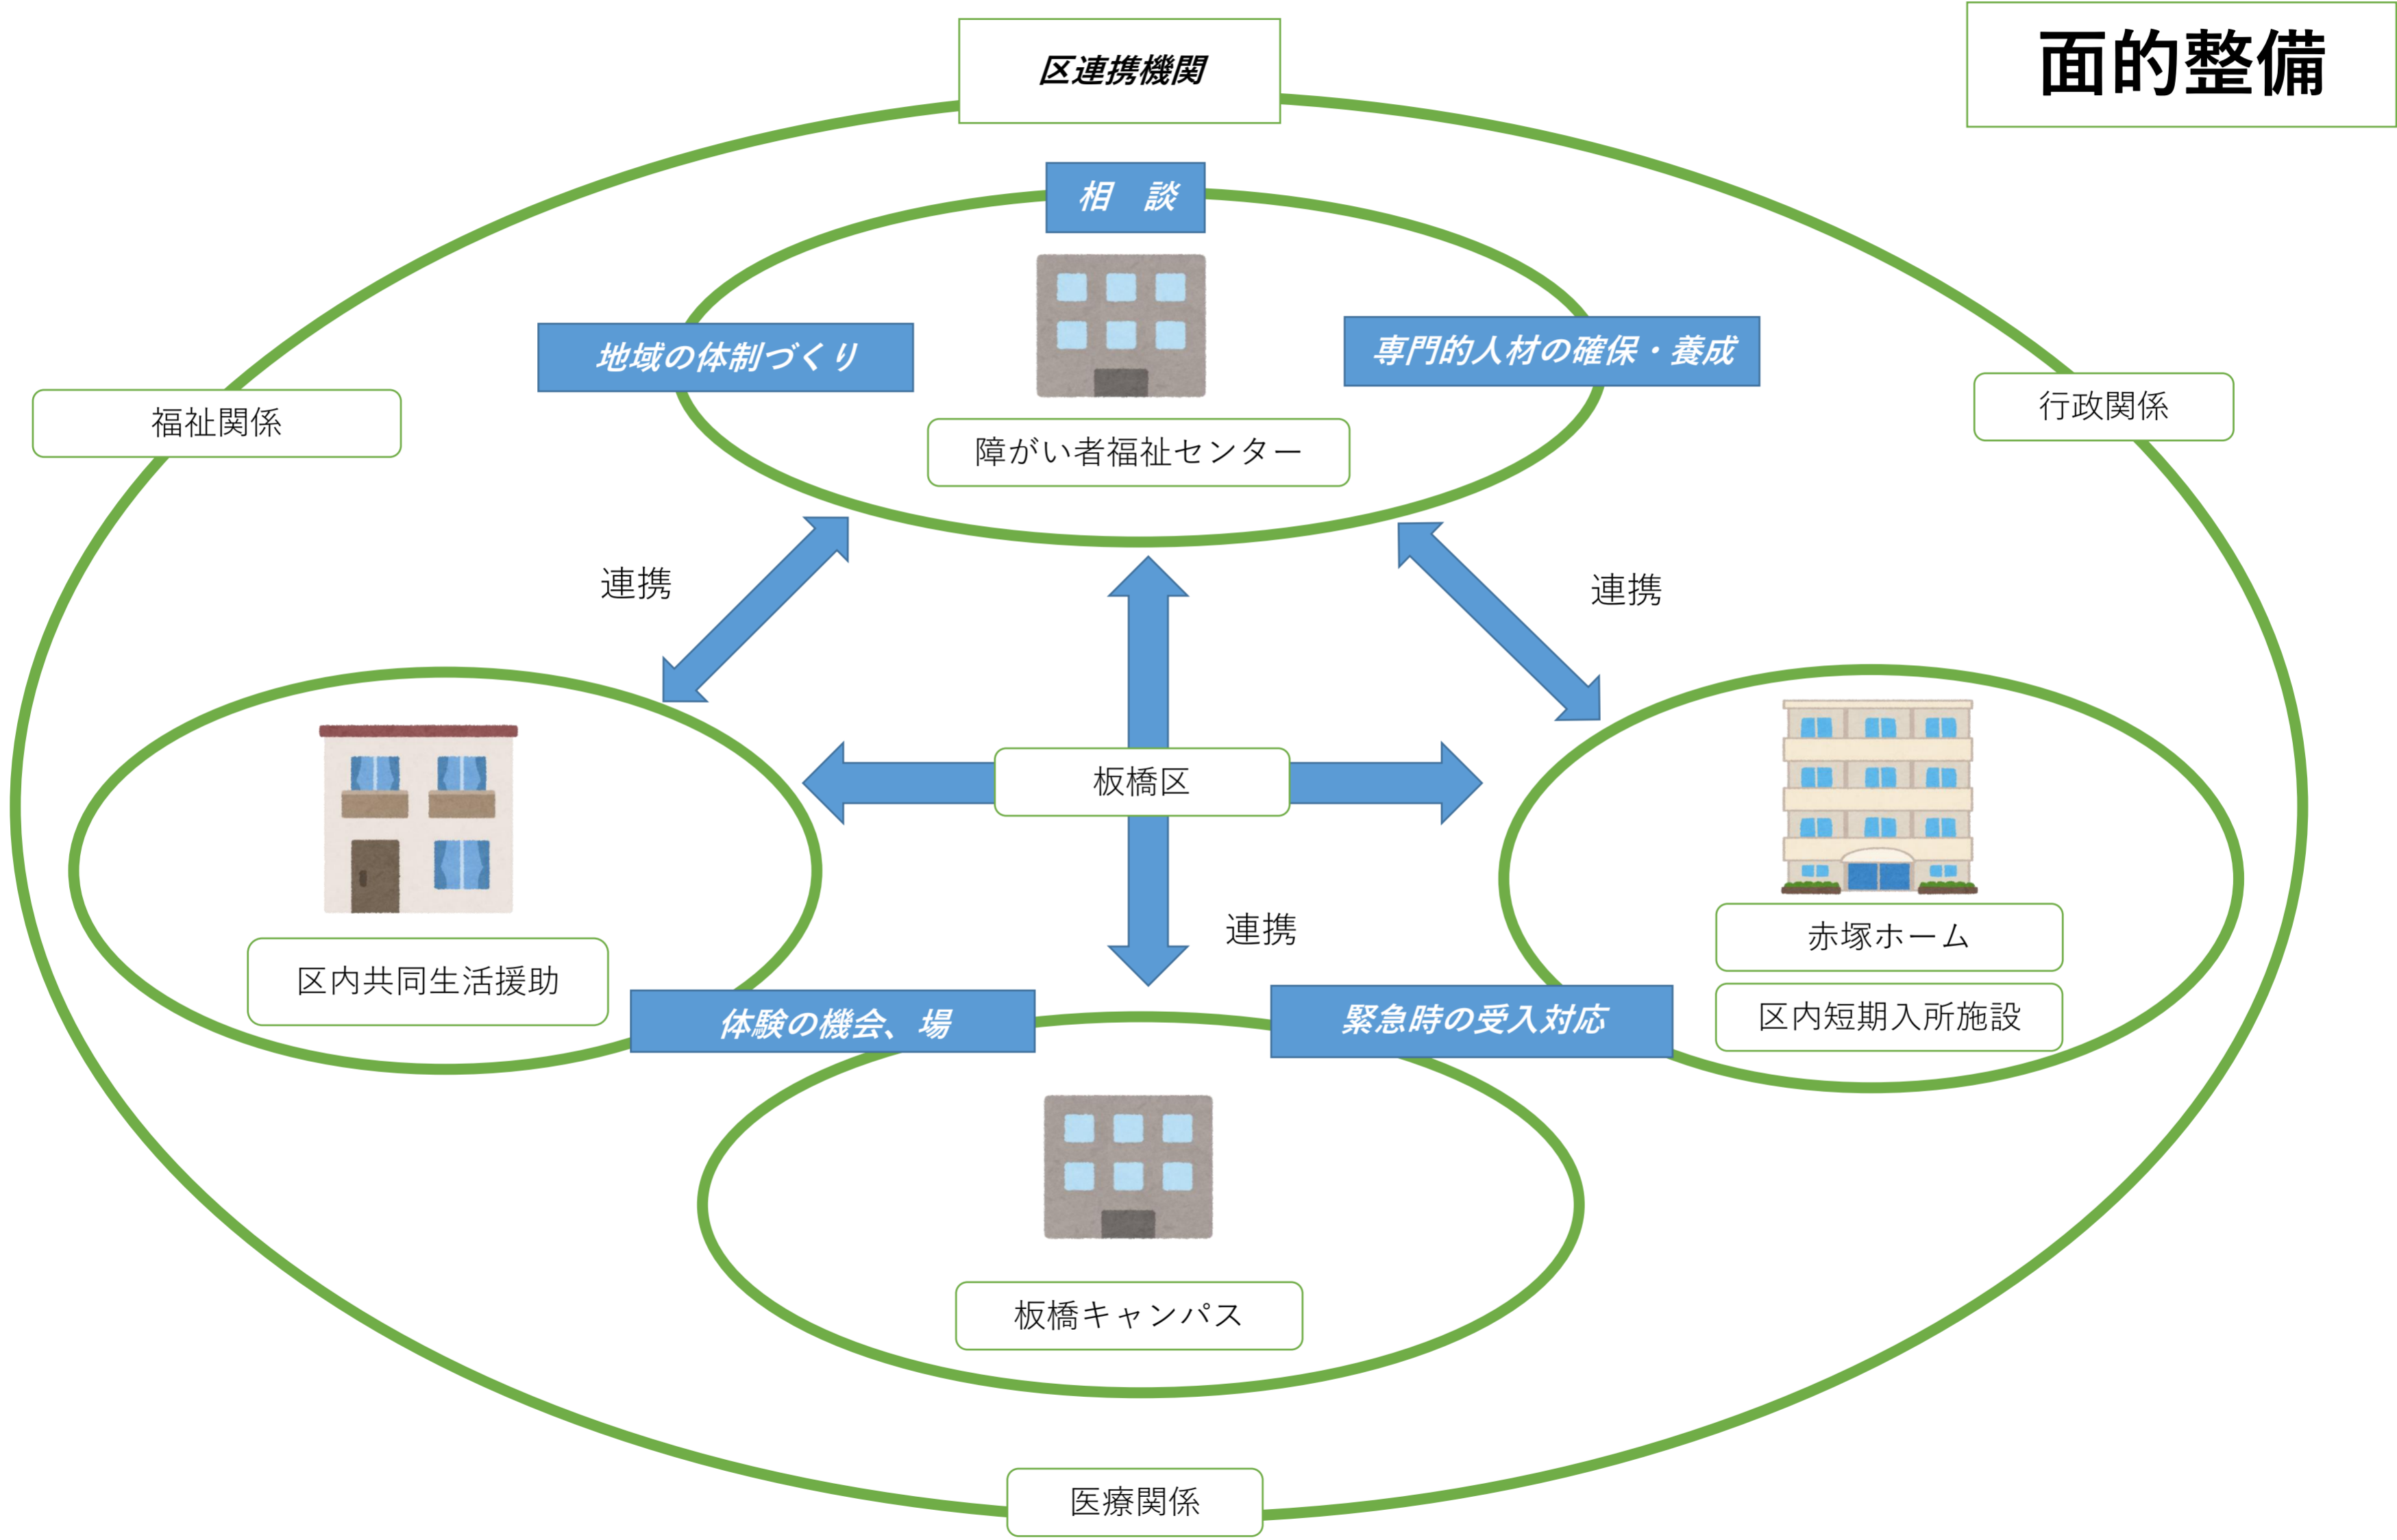 面的整備
区連携機関
相　談
地域の体制づくり
専門的人材の確保・養成
福祉関係
行政関係
障がい者福祉センター
連携
連携
板橋区
連携
区内共同生活援助
赤塚ホーム
区内短期入所施設
体験の機会、場
緊急時の受入対応
板橋キャンパス
医療関係